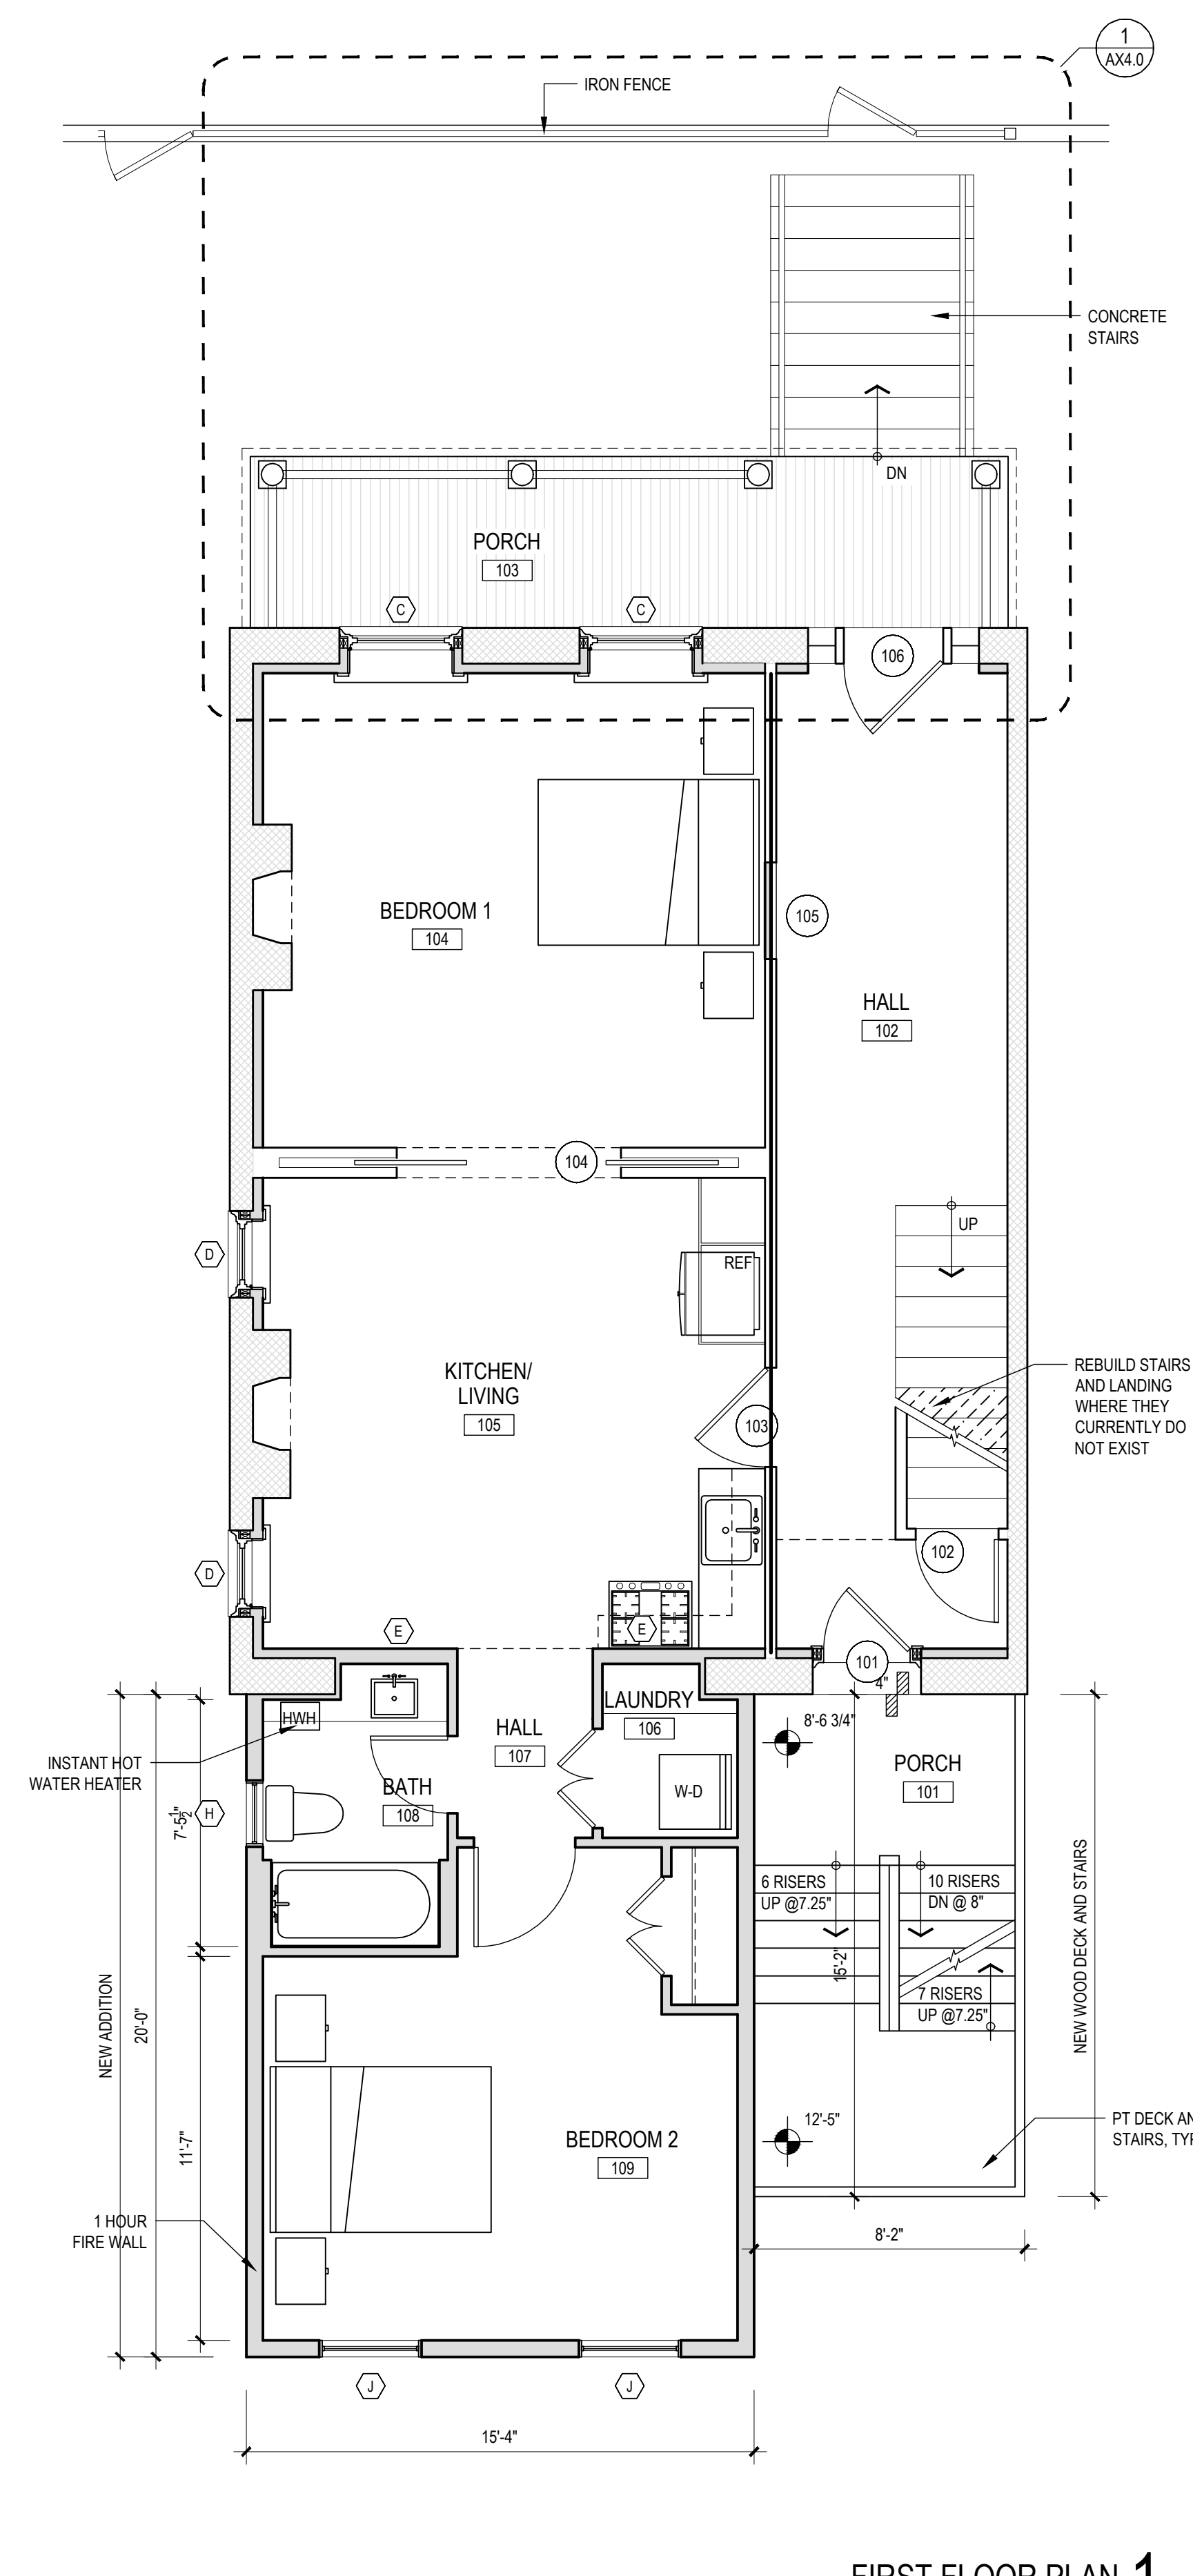 1
AX4.0
IRON FENCE
CONCRETE
STAIRS
DN
PORCH
103
C
C
106
BEDROOM 1
104
105
HALL
102
104
UP
D
REF
REBUILD STAIRS
AND LANDING
WHERE THEY
CURRENTLY DO
NOT EXIST
KITCHEN/
LIVING
105
103
102
D
E
E
101
4"
LAUNDRY
106
HWH
HALL
107
8'-6 3/4"
INSTANT HOT
WATER HEATER
PORCH
101
BATH
108
W-D
H
7'-5 1/2"
6 RISERS
UP @7.25"
10 RISERS
DN @ 8"
NEW WOOD DECK AND STAIRS
15'-2"
7 RISERS
UP @7.25"
NEW ADDITION
20'-0"
11'-7"
12'-5"
PT DECK AN
STAIRS, TYP
BEDROOM 2
109
1 HOUR
FIRE WALL
8'-2"
J
J
15'-4"
FIRST FLOOR PLAN 1